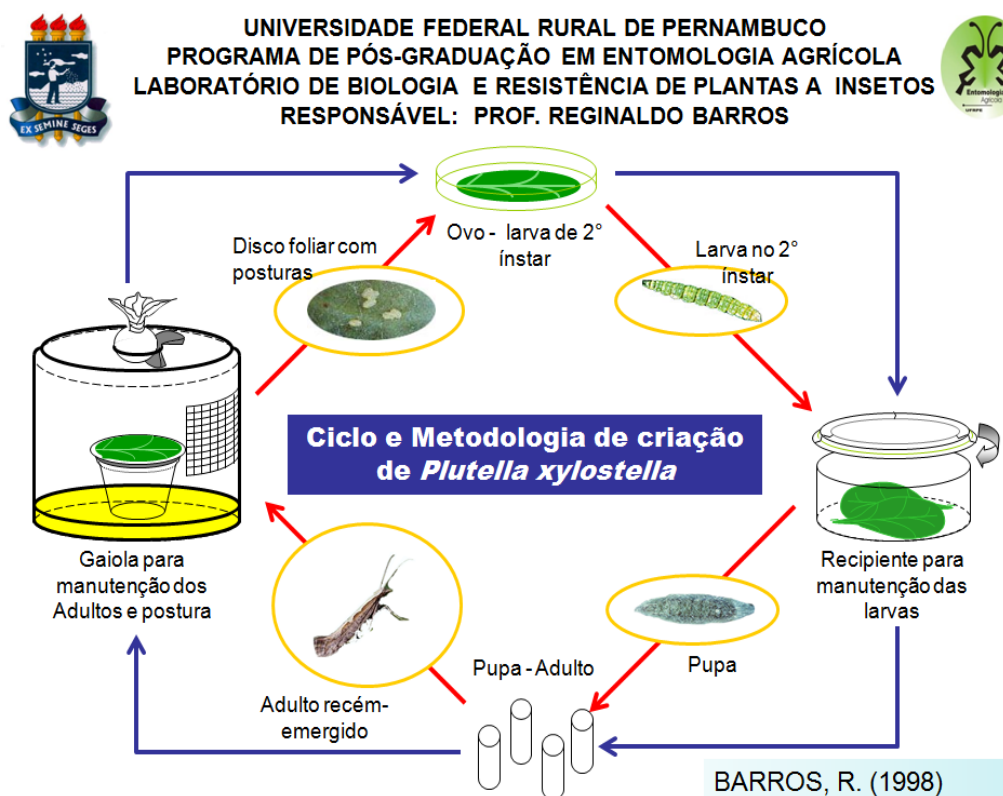 UNIVERSIDADE FEDERAL RURAL DE PERNAMBUCO
PROGRAMA DE PÓS-GRADUAÇÃO EM ENTOMOLOGIA AGRÍCOLA
LABORATÓRIO DE BIOLOGIA E RESISTÊNCIA DE PLANTAS A INSETOS
RESPONSÁVEL: PROF. REGINALDO BARROS
EX SEMINE SEGES
Entomologia
Agrícola
UFRPE
Ovo - larva de 2°
ínstar
Disco foliar com
posturas
Larva no 2°
ínstar
Ciclo e Metodologia de criação
de Plutella xylostella
Gaiola para
manutenção dos
Adultos e postura
Recipiente para
manutenção das
larvas
Pupa
Pupa - Adulto
Adulto recém-
emergido
BARROS, R. (1998)